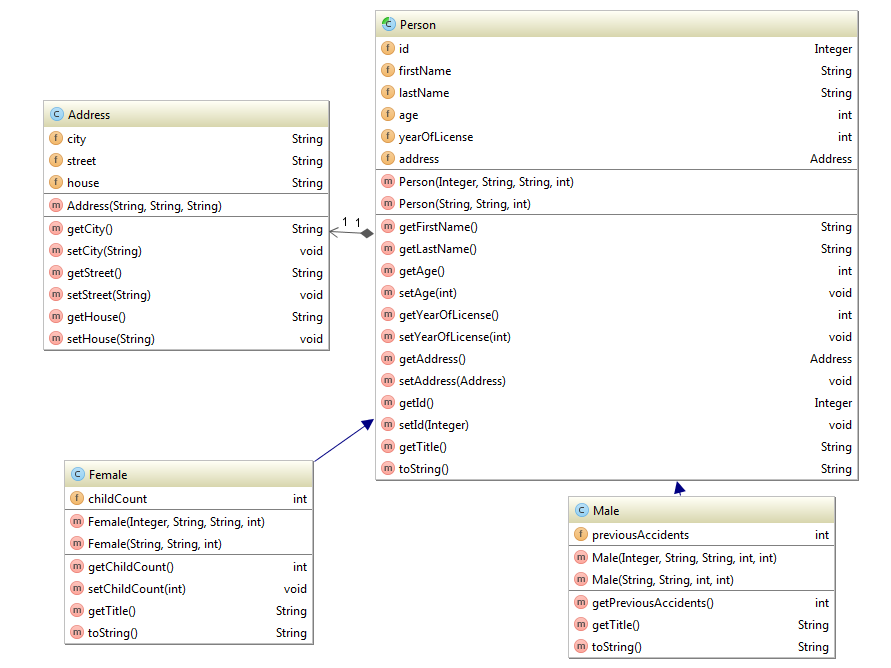 Person
id Integer
firstName String
lastName String
age int
yearOfLicense int
address Address
Person(Integer, String, String, int)
Person(String, String, int)
getFirstName() String
getLastName() String
getAge() int
setAge(int) void
getYearOfLicense() int
setYearOfLicense(int) void
getAddress() Address
setAddress(Address) void
getId() Integer
setId(Integer) void
getTitle() String
toString() String
Address
city String
street String
house String
Address(String, String, String)
getCity() String
setCity(String) void
getStreet() String
setStreet(String) void
getHouse() String
setHouse(String) void
1 1
Female
childCount int
Female(Integer, String, String, int)
Female(String, String, int)
getChildCount() int
setChildCount(int) void
getTitle() String
toString() String
Male
previousAccidents int
Male(Integer, String, String, int, int)
Male(String, String, int, int)
getPreviousAccidents() int
getTitle() String
toString() String